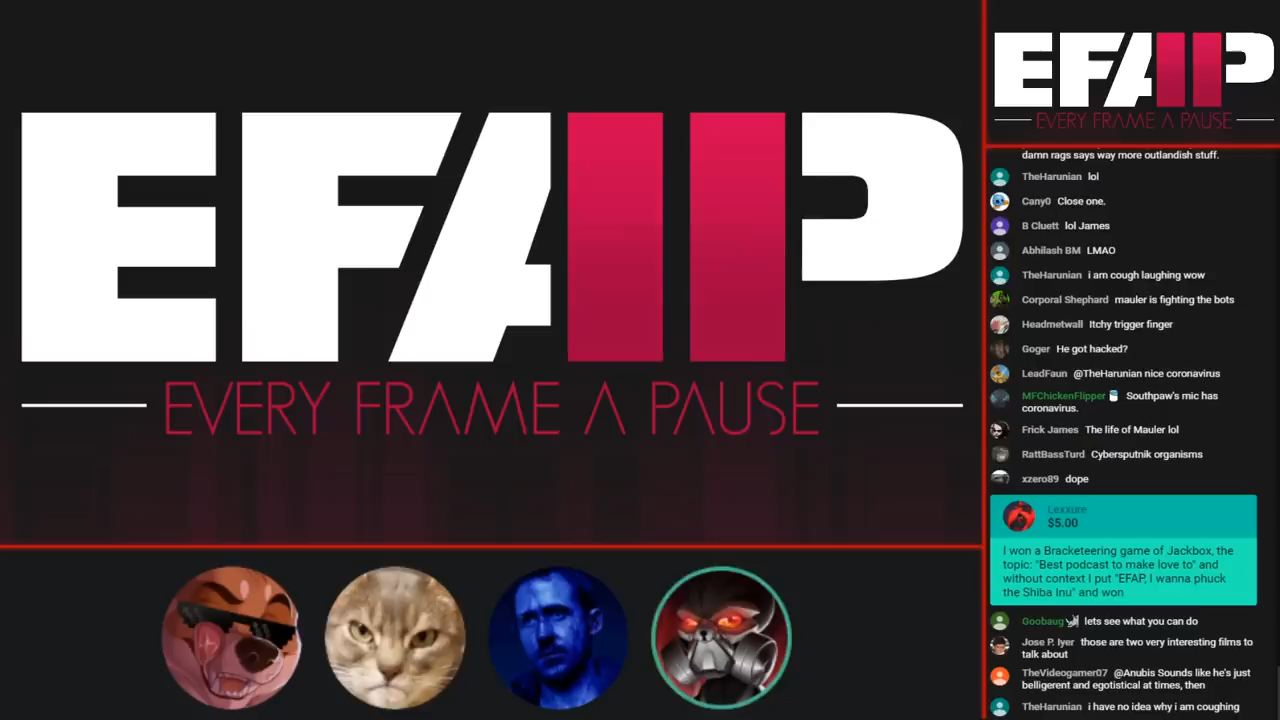 EFAP
EVERY FRAME A PAUSE
EFAP
EVERY FRAME A PAUSE
damn rags says way more outlandish stuff.
TheHarunian lol
Cany0 Close one.
B Cluett lol James
Abhilash BM LMAO
TheHarunian i am cough laughing wow
Corporal Shephard mauler is fighting the bots
Headmetwall Itchy trigger finger
Goger He got hacked?
LeadFaun @TheHarunian nice coronavirus
MFChickenFlipper Southpaw's mic has
coronavirus.
Frick James The life of Mauler lol
RattBassTurd Cybersputnik organisms
xzero89 dope
Lexxure
$5.00
I won a Bracketeering game of Jackbox, the
topic: "Best podcast to make love to" and
without context I put "EFAP, I wanna phuck
the Shiba Inu" and won
Goobaug lets see what you can do
Jose P. Iyer those are two very interesting films to
talk about
TheVideogamer07 @Anubis Sounds like he's just
belligerent and egotistical at times, then
TheHarunian i have no idea why i am coughing